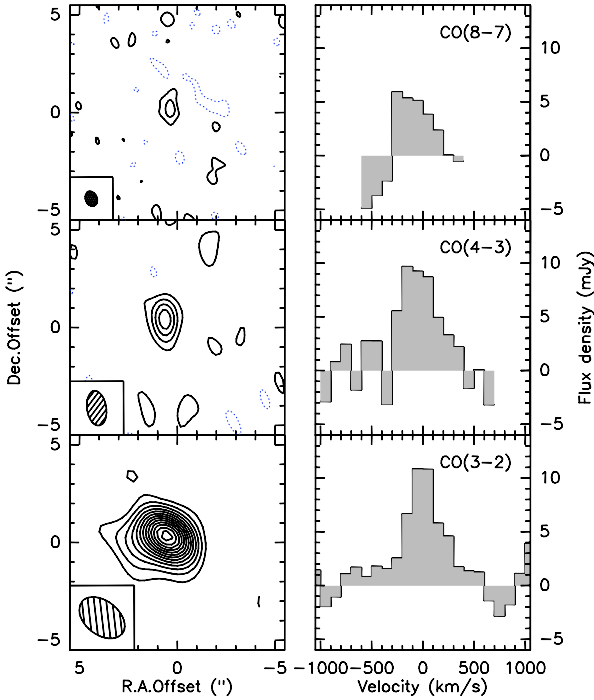 5
0
−5
CO(8−7)
10
5
0
−5
5
0
−5
CO(4−3)
10
5
0
−5
5
0
−5
CO(3−2)
10
5
0
−5
Dec.Offset (")
Flux density (mJy)
5 0 −5
−1000 −500 0 500 1000
R.A.Offset (")
Velocity (km/s)